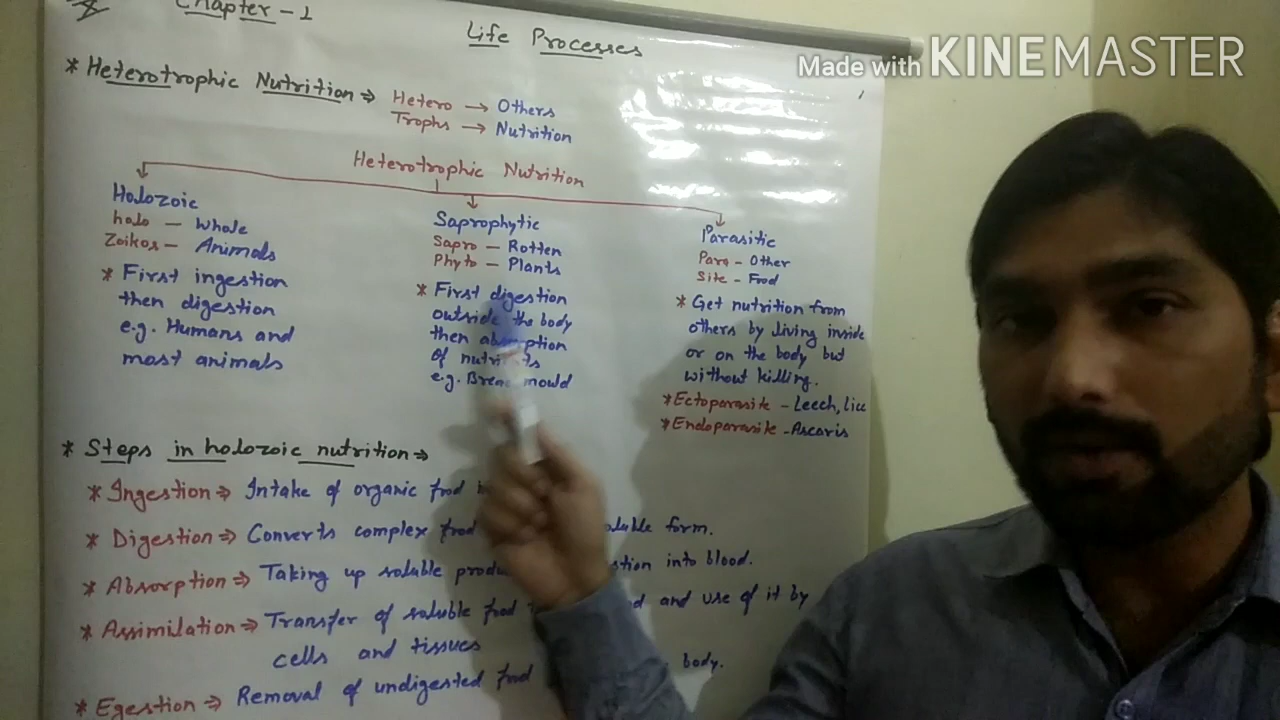 Chapter - 1
Life Processes
Made with KINEMASTER
* Heterotrophic Nutrition ⇒
Hetero → Others
Trophs → Nutrition
Heterotrophic Nutrition
Holozoic
halo - Whole
Zoikos - Animals
* First ingestion
then digestion
e.g. Humans and
most animals
Saprophytic
Sapro - Rotten
Phyto - Plants
* First digestion
outside the body
then absorption
of nutrients
e.g. Bread mould
Parasitic
Para - Other
Site - Food
* Get nutrition from
others by living inside
or on the body but
without killing.
* Ectoparasite - Leech, Lice
* Endoparasite - Ascaris
* Steps in holozoic nutrition ⇒
* Ingestion ⇒ Intake of organic food
* Digestion ⇒ Converts complex food form.
* Absorption ⇒ Taking up soluble into blood.
* Assimilation ⇒ Transfer of soluble food and use of it by
cells and tissues
* Egestion ⇒ Removal of undigested food body.